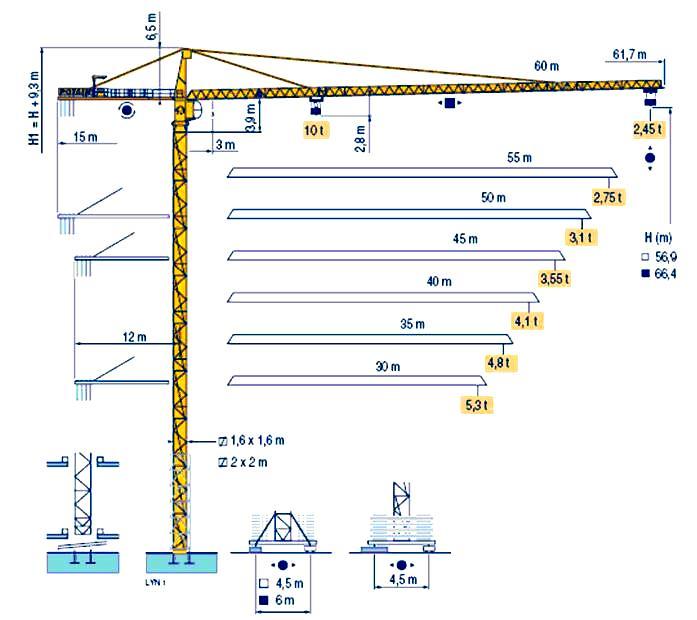 6,5 m
61,7 m
60 m
H1 = H + 9,3 m
POTAIN
15 m
3,9 m
3 m
10 t
2,8 m
2,45 t
55 m
2,75 t
50 m
3,1 t
H (m)
56,9
66,4
45 m
3,55 t
40 m
4,1 t
12 m
35 m
4,8 t
30 m
5,3 t
1,6 x 1,6 m
2 x 2 m
LYN 1
4,5 m
6 m
4,5 m